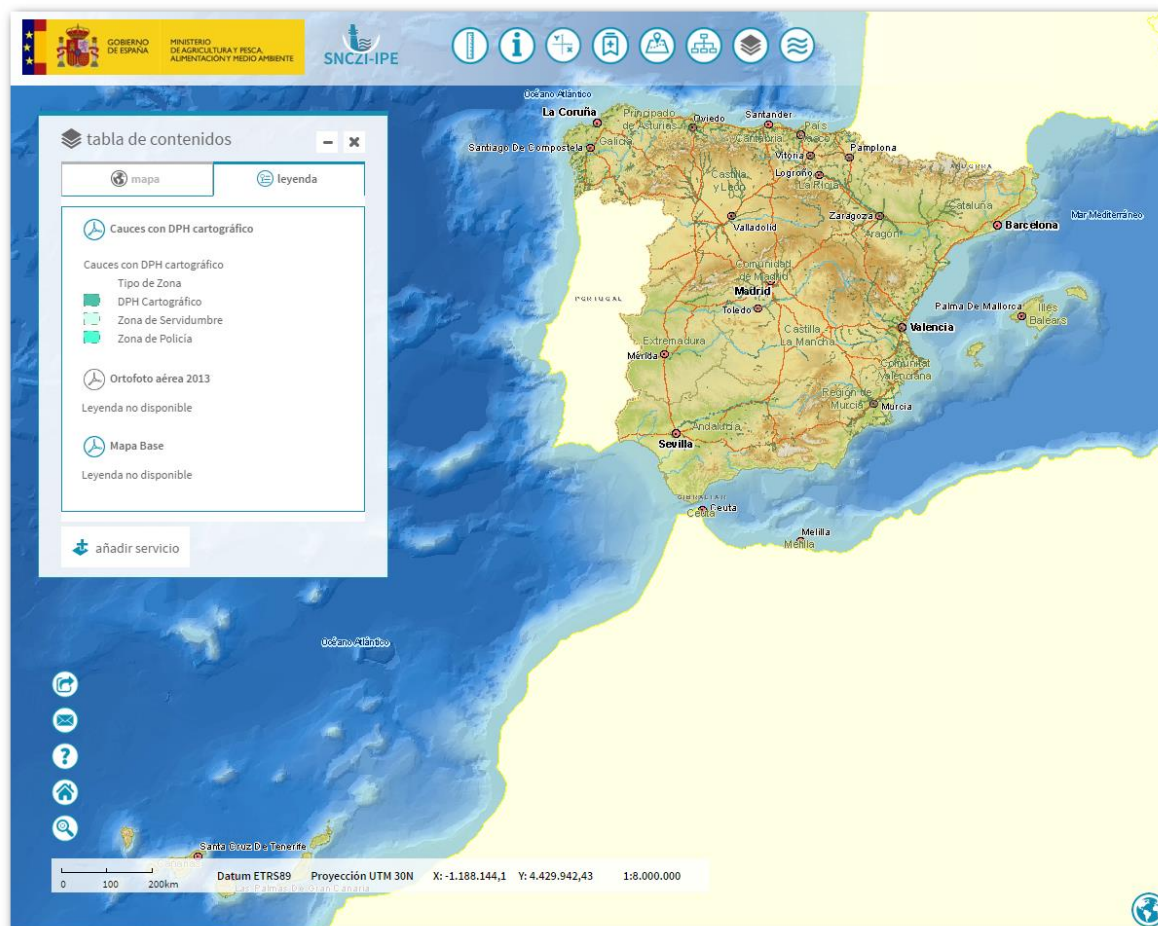 GOBIERNO
DE ESPAÑA
MINISTERIO
DE AGRICULTURA Y PESCA,
ALIMENTACIÓN Y MEDIO AMBIENTE
SNCZI-IPE
tabla de contenidos
mapa
leyenda
Cauces con DPH cartográfico
Cauces con DPH cartográfico
Tipo de Zona
DPH Cartográfico
Zona de Servidumbre
Zona de Policía
Ortofoto aérea 2013
Leyenda no disponible
Mapa Base
Leyenda no disponible
añadir servicio
Océano Atlántico
La Coruña
Principado
de Asturias
Oviedo
Santander
Cantabria
País
Vasco
Santiago De Compostela
Galicia
Vitoria
Pamplona
ANDORRA
Logroño
La Rioja
Castilla
y León
Cataluña
Zaragoza
Aragón
Mar Mediterráneo
Valladolid
Barcelona
Comunidad
de Madrid
Madrid
PORTUGAL
Toledo
Palma De Mallorca
Illes
Balears
Castilla
La Mancha
Valencia
Extremadura
Mérida
Comunitat
Valenciana
Región de
Murcia
Murcia
Andalucía
Sevilla
GIBRALTAR
Ceuta
Ceuta
Melilla
Melilla
Océano Atlántico
Santa Cruz De Tenerife
Canarias
Las Palmas De Gran Canaria
0 100 200km
Datum ETRS89 Proyección UTM 30N X: -1.188.144,1 Y: 4.429.942,43 1:8.000.000